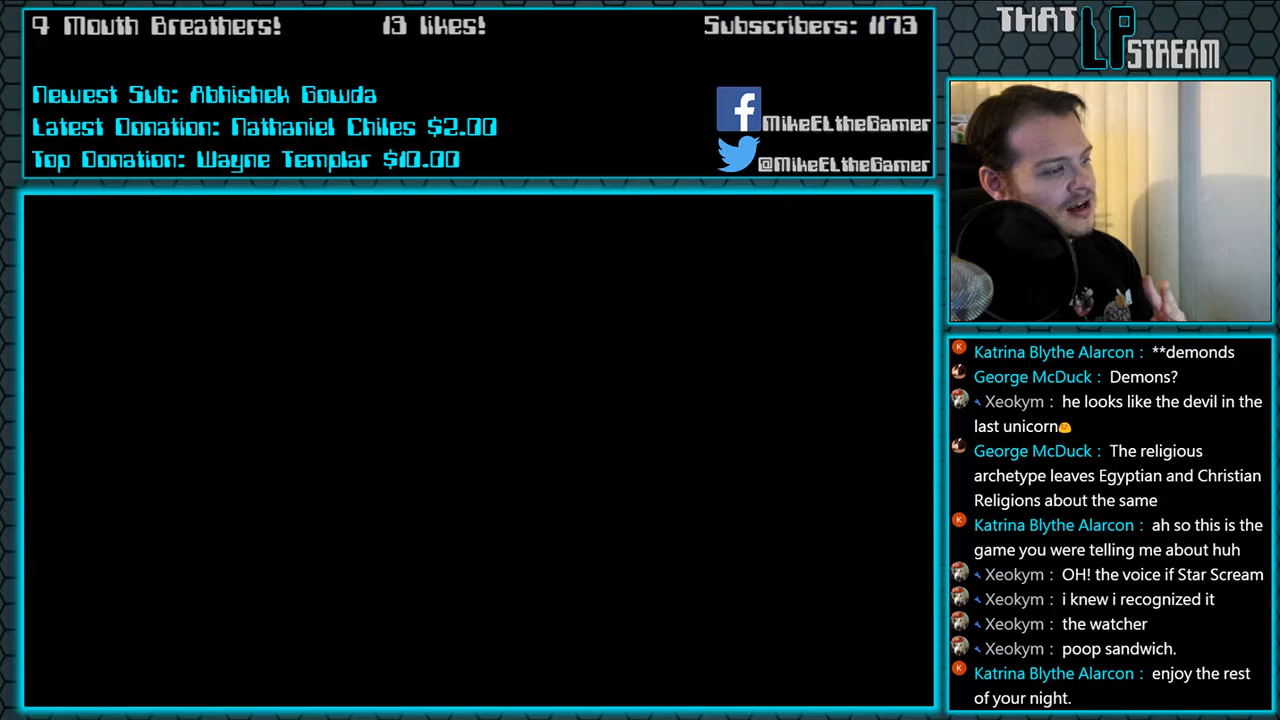 9 Mouth Breathers! 13 likes! Subscribers: 1173
Newest Sub: Abhishek Gowda
Latest Donation: Nathaniel Chiles $2.00
Top Donation: Wayne Templar $10.00
MikeELtheGamer
@MikeELtheGamer
THAT
LP
STREAM
Katrina Blythe Alarcon : **demonds
George McDuck : Demons?
Xeokym : he looks like the devil in the
last unicorn
George McDuck : The religious
archetype leaves Egyptian and Christian
Religions about the same
Katrina Blythe Alarcon : ah so this is the
game you were telling me about huh
Xeokym : OH! the voice if Star Scream
Xeokym : i knew i recognized it
Xeokym : the watcher
Xeokym : poop sandwich.
Katrina Blythe Alarcon : enjoy the rest
of your night.